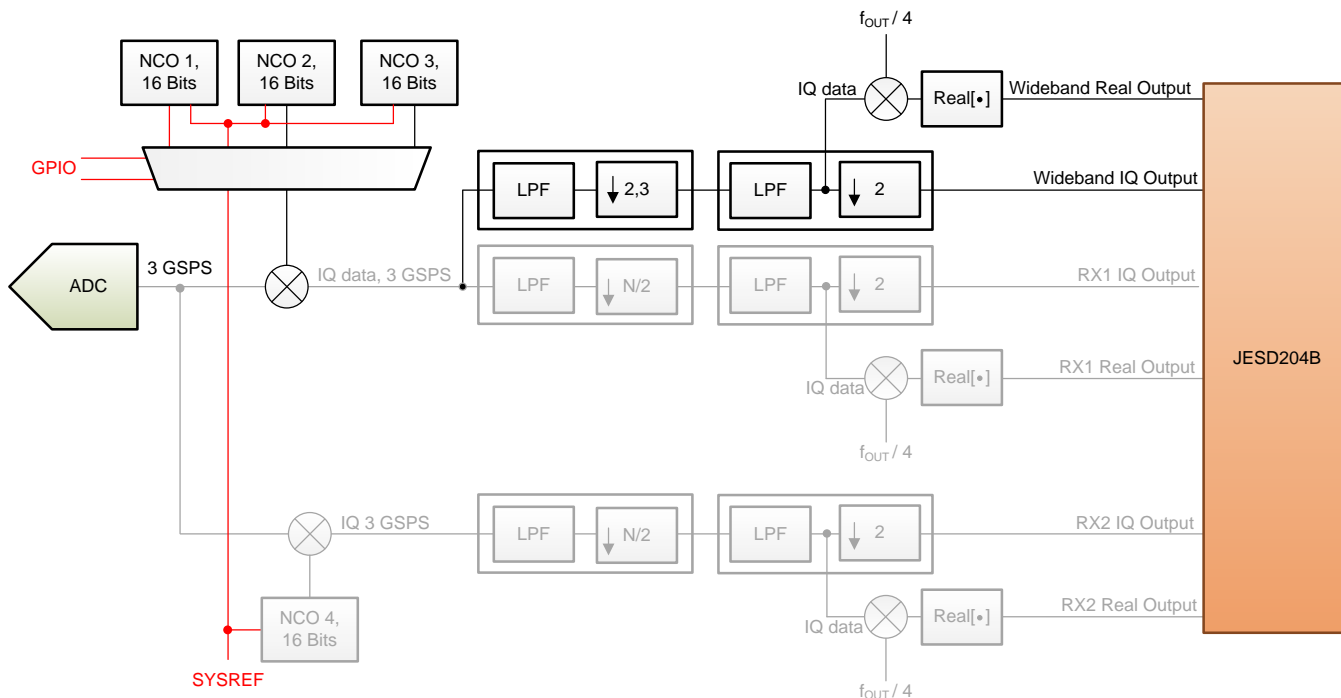 f_OUT / 4
NCO 1,
16 Bits
NCO 2,
16 Bits
NCO 3,
16 Bits
IQ data
Real[•]
Wideband Real Output
GPIO
LPF
2,3
LPF
2
Wideband IQ Output
ADC
3 GSPS
IQ data, 3 GSPS
LPF
N/2
LPF
2
RX1 IQ Output
JESD204B
IQ data
Real[•]
RX1 Real Output
f_OUT / 4
IQ 3 GSPS
LPF
N/2
LPF
2
RX2 IQ Output
NCO 4,
16 Bits
IQ data
Real[•]
RX2 Real Output
SYSREF
f_OUT / 4